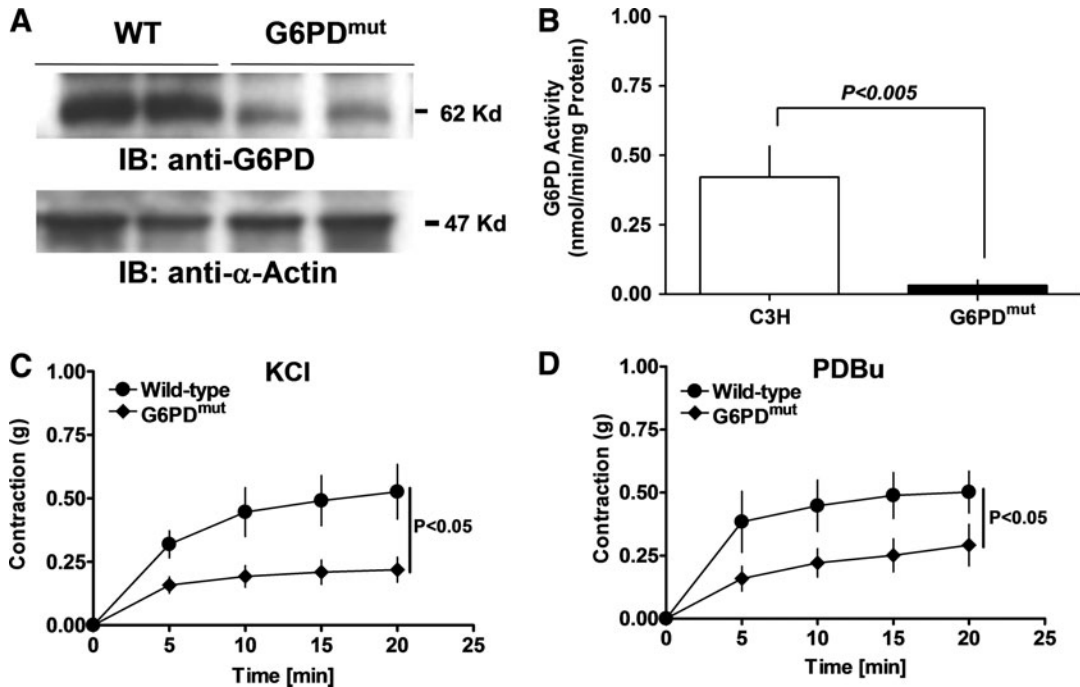 A
WT G6PDmut
62 Kd
IB: anti-G6PD
47 Kd
IB: anti-α-Actin
B
G6PD Activity
(nmol/min/mg Protein)
1.00
0.75
0.50
0.25
0.00
P<0.005
C3H G6PDmut
C
KCl
Wild-type
G6PDmut
Contraction (g)
1.00
0.75
0.50
0.25
0.00
P<0.05
0 5 10 15 20 25
Time [min]
D
PDBu
Wild-type
G6PDmut
Contraction (g)
1.00
0.75
0.50
0.25
0.00
P<0.05
0 5 10 15 20 25
Time [min]